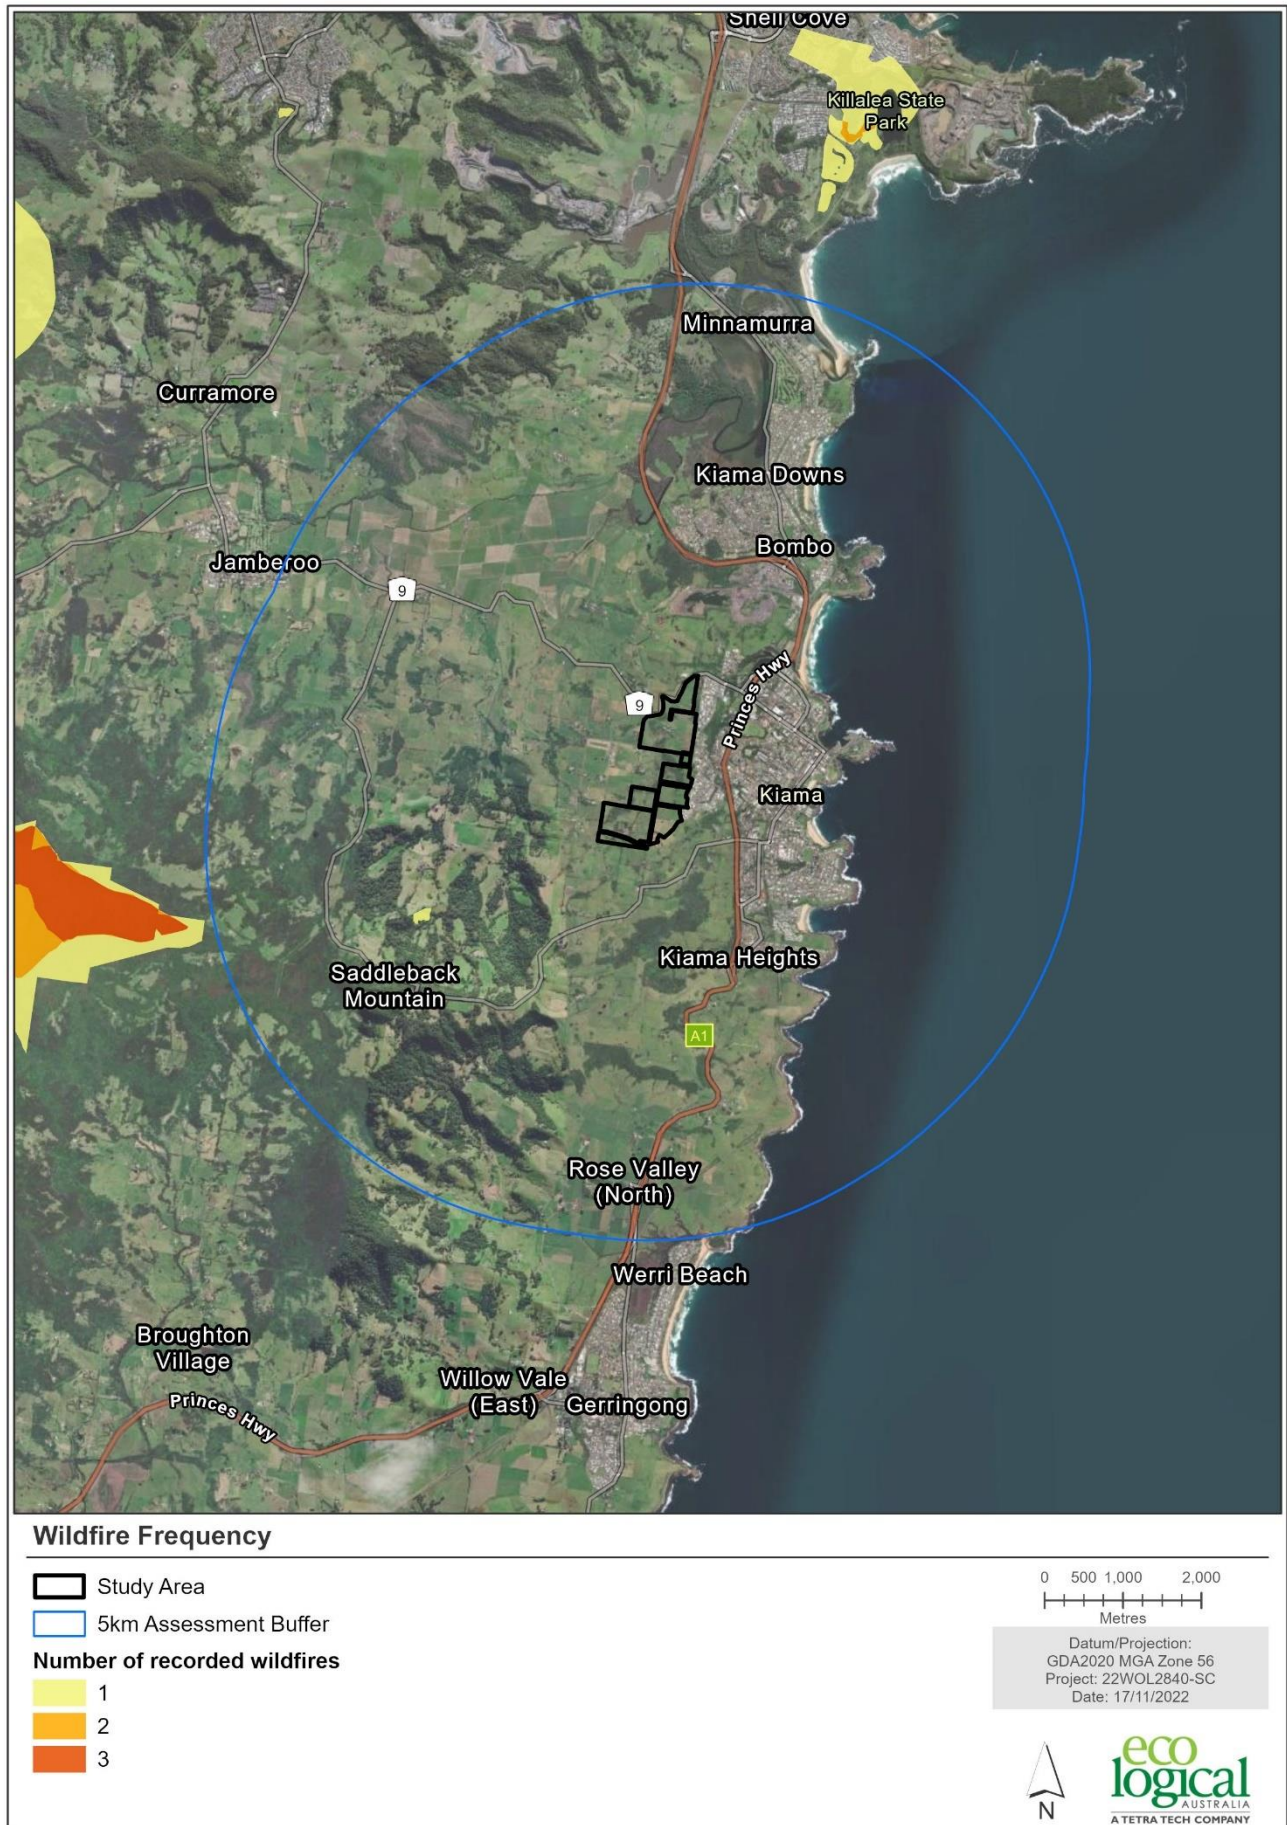 Shell Cove
Killalea State
Park
Minnamurra
Curramore
Kiama Downs
Bombo
Jamberoo
9
Princes Hwy
9
Kiama
Kiama Heights
Saddleback
Mountain
A1
Rose Valley
(North)
Werri Beach
Broughton
Village
Willow Vale
(East)
Gerringong
Princes Hwy
Wildfire Frequency
Study Area
5km Assessment Buffer
Number of recorded wildfires
1
2
3
0 500 1,000 2,000
Metres
Datum/Projection:
GDA2020 MGA Zone 56
Project: 22WOL2840-SC
Date: 17/11/2022
N
eco
logical
AUSTRALIA
A TETRA TECH COMPANY